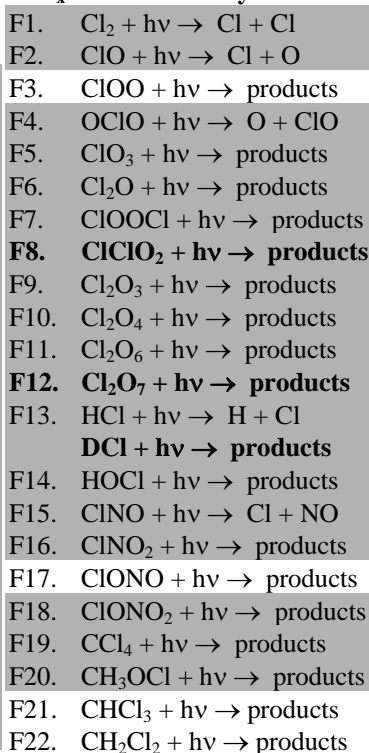 F1. Cl₂ + hν → Cl + Cl
F2. ClO + hν → Cl + O
F3. ClOO + hν → products
F4. OClO + hν → O + ClO
F5. ClO₃ + hν → products
F6. Cl₂O + hν → products
F7. ClOOCl + hν → products
F8. ClClO₂ + hν → products
F9. Cl₂O₃ + hν → products
F10. Cl₂O₄ + hν → products
F11. Cl₂O₆ + hν → products
F12. Cl₂O₇ + hν → products
F13. HCl + hν → H + Cl
DCl + hν → products
F14. HOCl + hν → products
F15. ClNO + hν → Cl + NO
F16. ClNO₂ + hν → products
F17. ClONO + hν → products
F18. ClONO₂ + hν → products
F19. CCl₄ + hν → products
F20. CH₃OCl + hν → products
F21. CHCl₃ + hν → products
F22. CH₂Cl₂ + hν → products